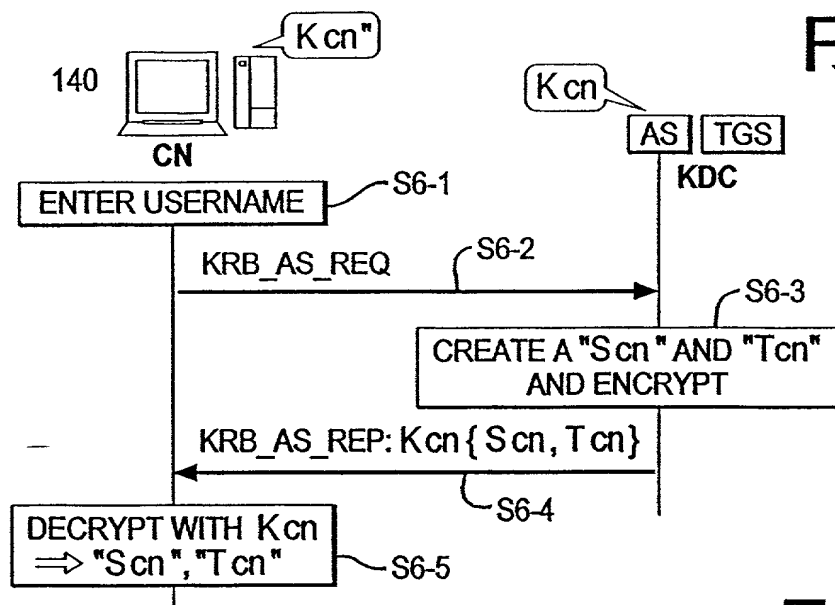 Kcn"
140
CN
Kcn
AS TGS
KDC
ENTER USERNAME
S6-1
KRB_AS_REQ
S6-2
S6-3
CREATE A "Scn" AND "Tcn"
AND ENCRYPT
KRB_AS_REP: Kcn{Scn, Tcn}
S6-4
DECRYPT WITH Kcn
⇒ "Scn", "Tcn"
S6-5